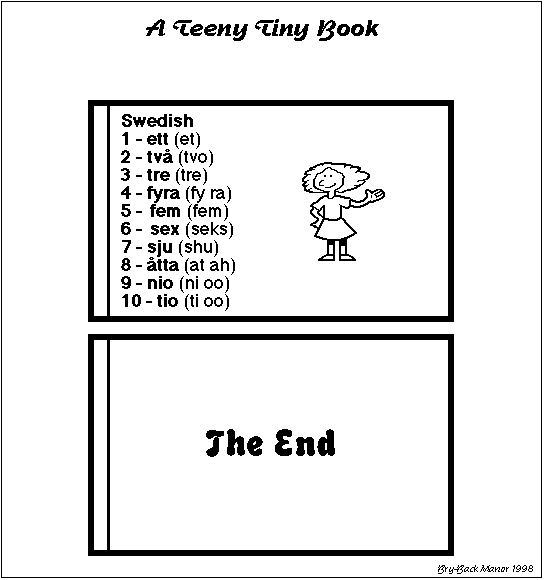 A Teeny Tiny Book
Swedish
1 - ett (et)
2 - två (tvo)
3 - tre (tre)
4 - fyra (fy ra)
5 - fem (fem)
6 - sex (seks)
7 - sju (shu)
8 - åtta (at ah)
9 - nio (ni oo)
10 - tio (ti oo)
The End
Bry-Back Manor 1998